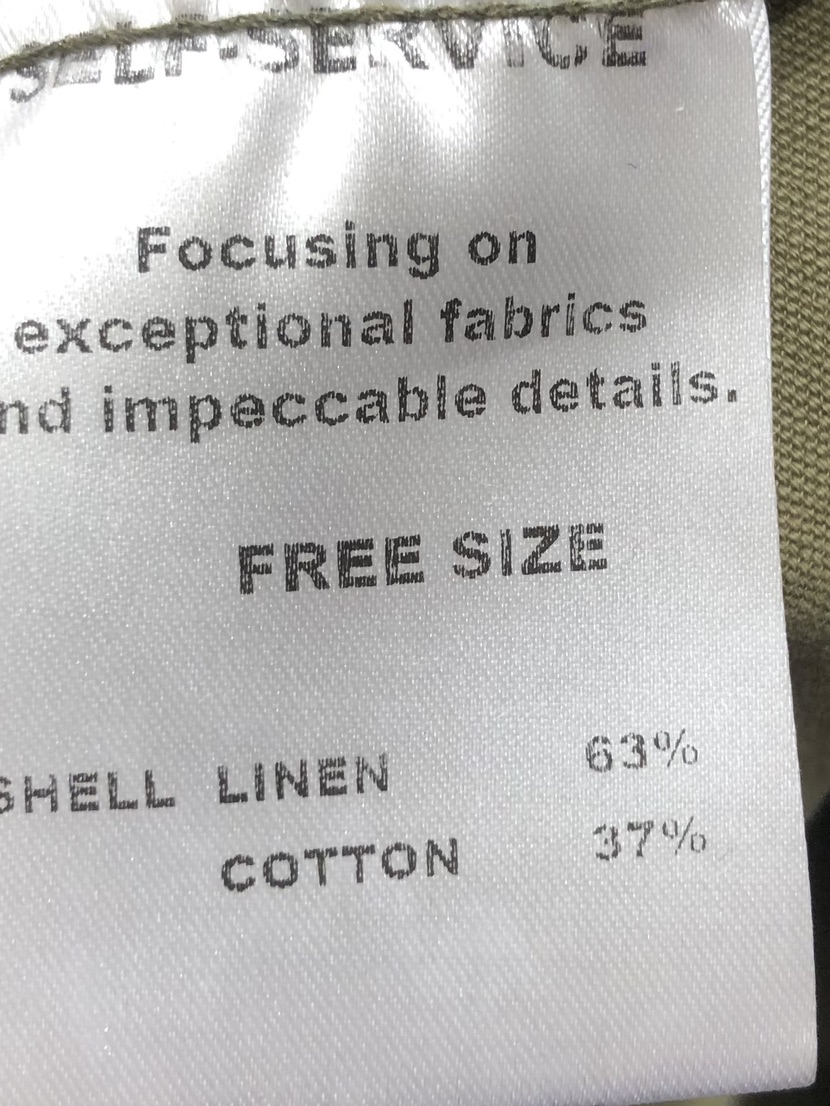 SELF-SERVICE
Focusing on
exceptional fabrics
nd impeccable details.
FREE SIZE
SHELL LINEN 63%
COTTON 37%